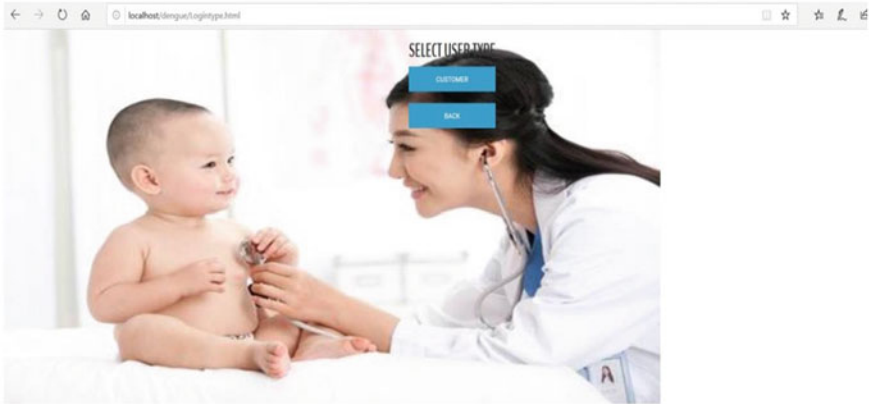 localhost/dengue/Logintype.html
SELECT USER TYPE
CUSTOMER
BACK